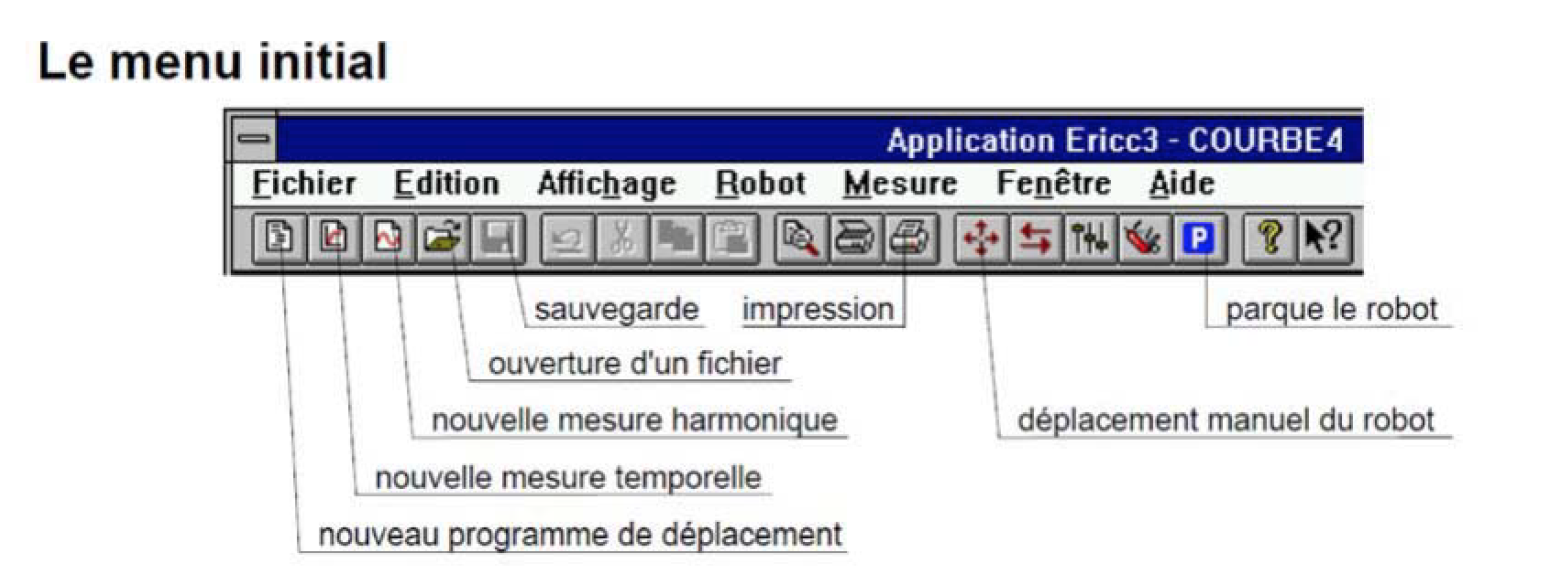 Le menu initial
Application Ericc3 - COURBE4
Fichier Edition Affichage Robot Mesure Fenêtre Aide
P ? ?
sauvegarde impression parque le robot
ouverture d'un fichier
nouvelle mesure harmonique déplacement manuel du robot
nouvelle mesure temporelle
nouveau programme de déplacement